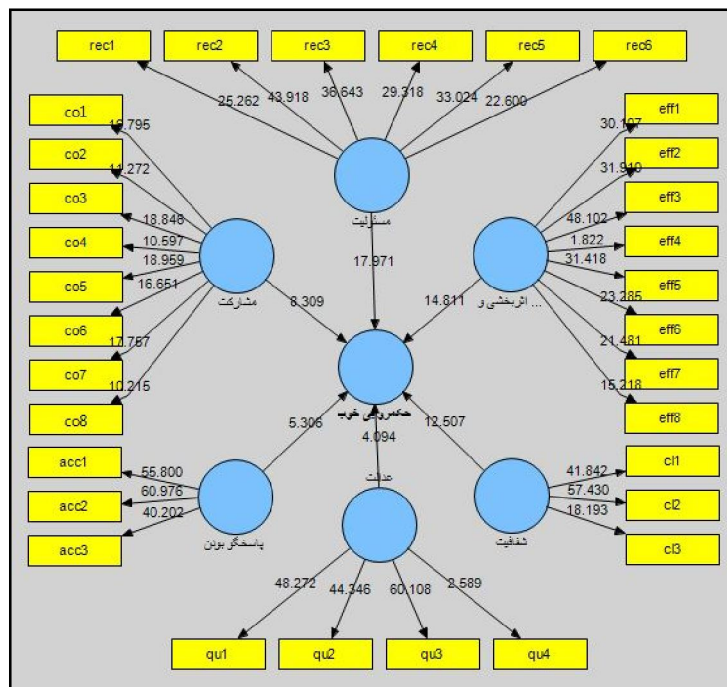 rec1 rec2 rec3 rec4 rec5 rec6
25.262 43.918 36.643 29.318 33.024 22.600
مسئولیت
co1
co2
co3
co4
co5
co6
co7
co8
11.272
18.846
10.597
18.959
16.651
17.757
10.215
مشارکت
eff1
eff2
eff3
eff4
eff5
eff6
eff7
eff8
30.107
31.910
48.102
1.822
31.418
23.285
21.481
15.218
اثربخشی و ...
17.971
8.309
14.811
حکمروایی خوب
5.306
4.094
12.507
acc1
acc2
acc3
55.800
60.976
40.202
پاسخگو بودن
عدالت
شفافیت
cl1
cl2
cl3
41.842
57.430
18.193
48.272 44.346 60.108 2.589
qu1 qu2 qu3 qu4